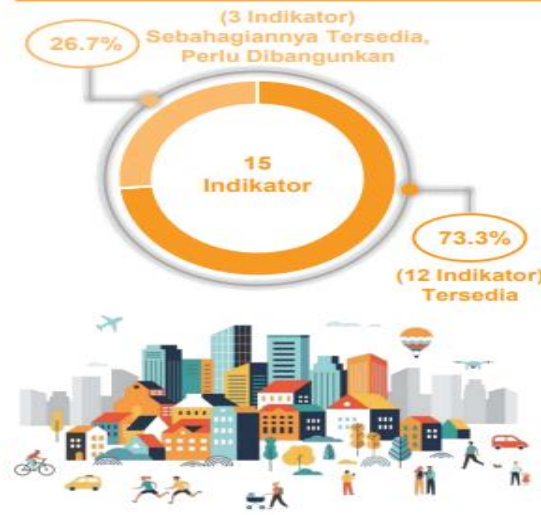 (3 Indikator)
26.7%
Sebahagiannya Tersedia,
Perlu Dibangunkan
15
Indikator
73.3%
(12 Indikator)
Tersedia